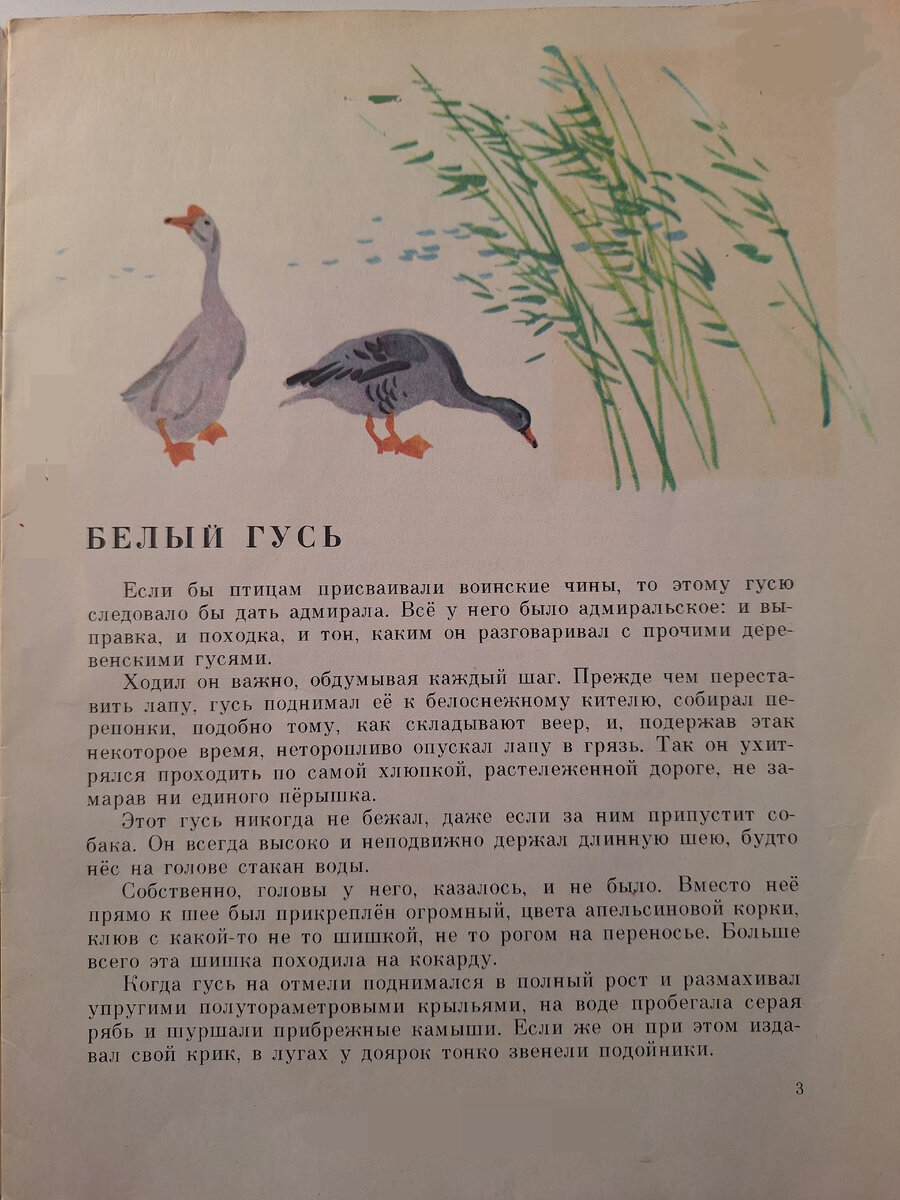 БЕЛЫЙ ГУСЬ
Если бы птицам присваивали воинские чины, то этому гусю
следовало бы дать адмирала. Всё у него было адмиральское: и вы-
правка, и походка, и тон, каким он разговаривал с прочими дере-
венскими гусями.
Ходил он важно, обдумывая каждый шаг. Прежде чем переста-
вить лапу, гусь поднимал её к белоснежному кителю, собирал пе-
репонки, подобно тому, как складывают веер, и, подержав этак
некоторое время, неторопливо опускал лапу в грязь. Так он ухит-
рялся проходить по самой хлюпкой, растележенной дороге, не за-
марав ни единого пёрышка.
Этот гусь никогда не бежал, даже если за ним припустит со-
бака. Он всегда высоко и неподвижно держал длинную шею, будто
нёс на голове стакан воды.
Собственно, головы у него, казалось, и не было. Вместо неё
прямо к шее был прикреплён огромный, цвета апельсиновой корки,
клюв с какой-то не то шишкой, не то рогом на переносье. Больше
всего эта шишка походила на кокарду.
Когда гусь на отмели поднимался в полный рост и размахивал
упругими полутораметровыми крыльями, на воде пробегала серая
рябь и шуршали прибрежные камыши. Если же он при этом изда-
вал свой крик, в лугах у доярок тонко звенели подойники.
3